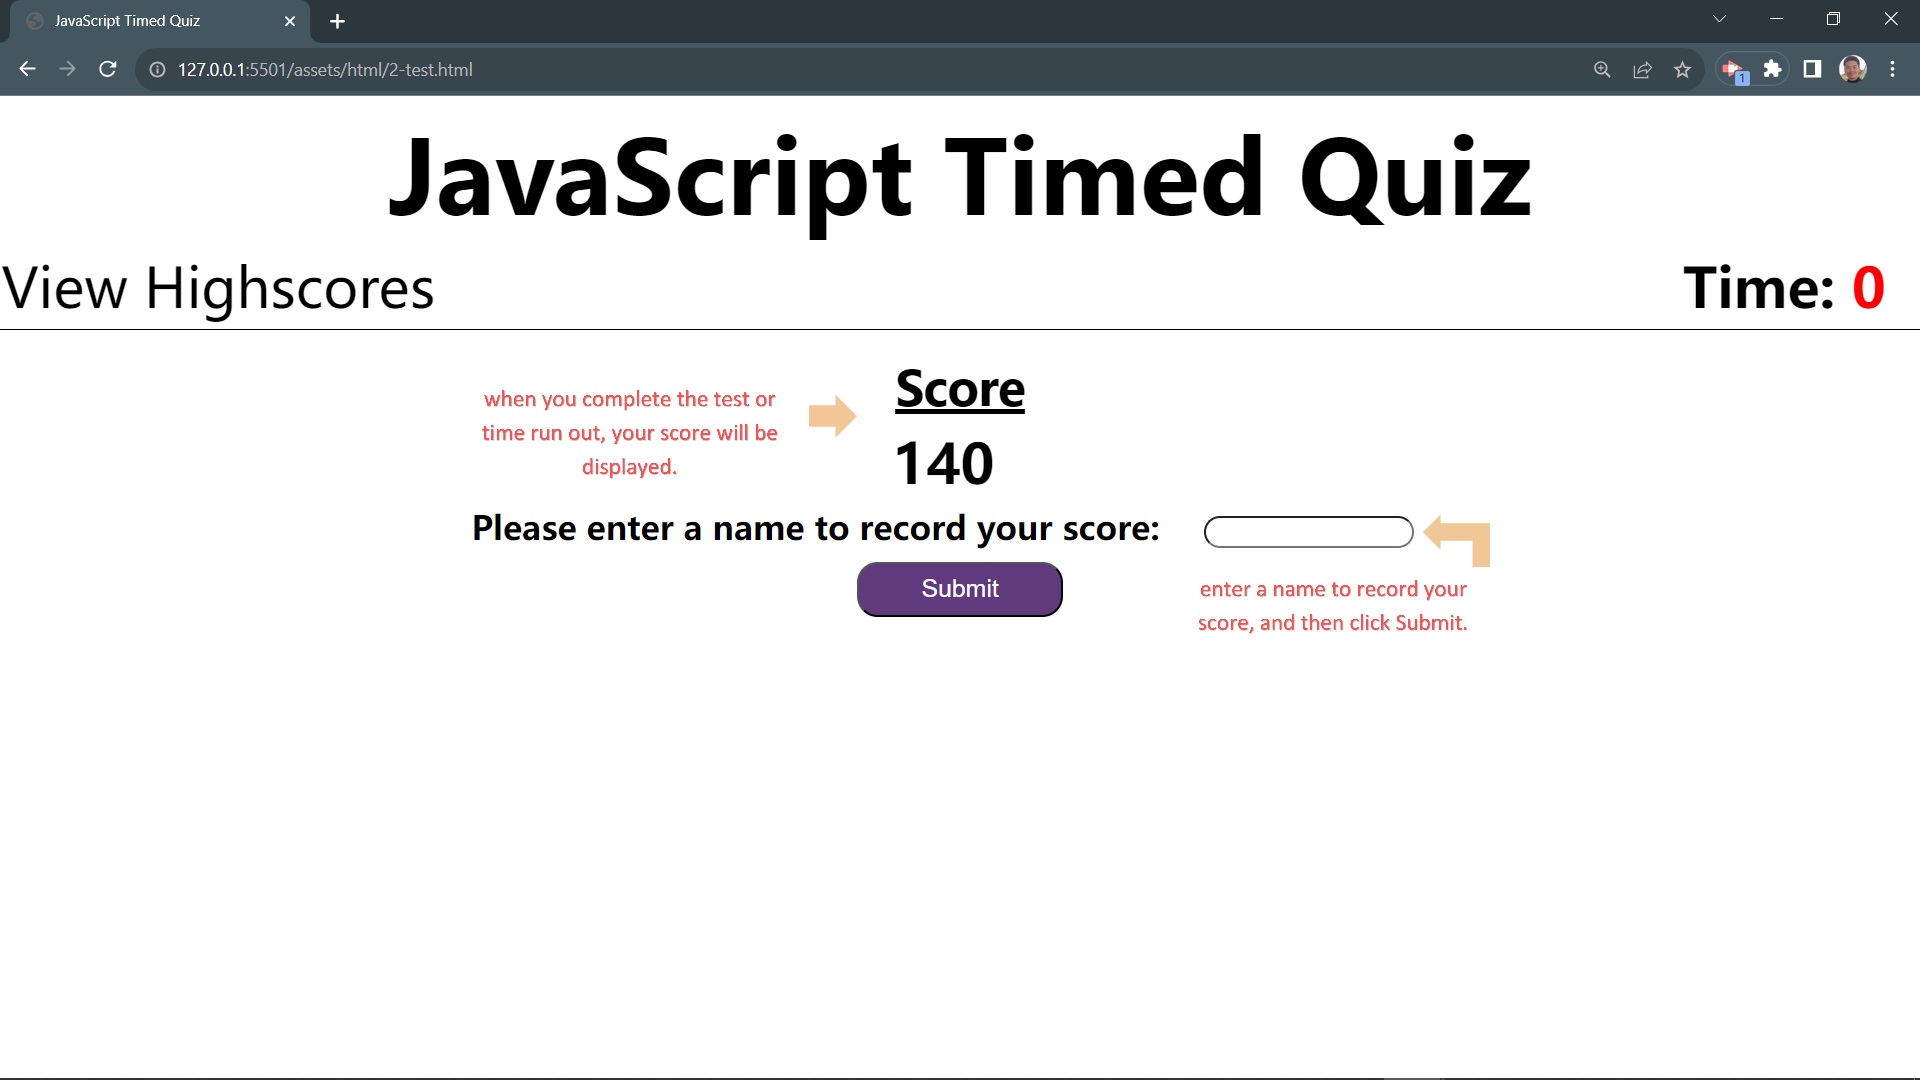 JavaScript Timed Quiz
127.0.0.1:5501/assets/html/2-test.html
1
JavaScript Timed Quiz
View Highscores
Time: 0
Score
when you complete the test or
time run out, your score will be
displayed.
140
Please enter a name to record your score:
Submit
enter a name to record your
score, and then click Submit.